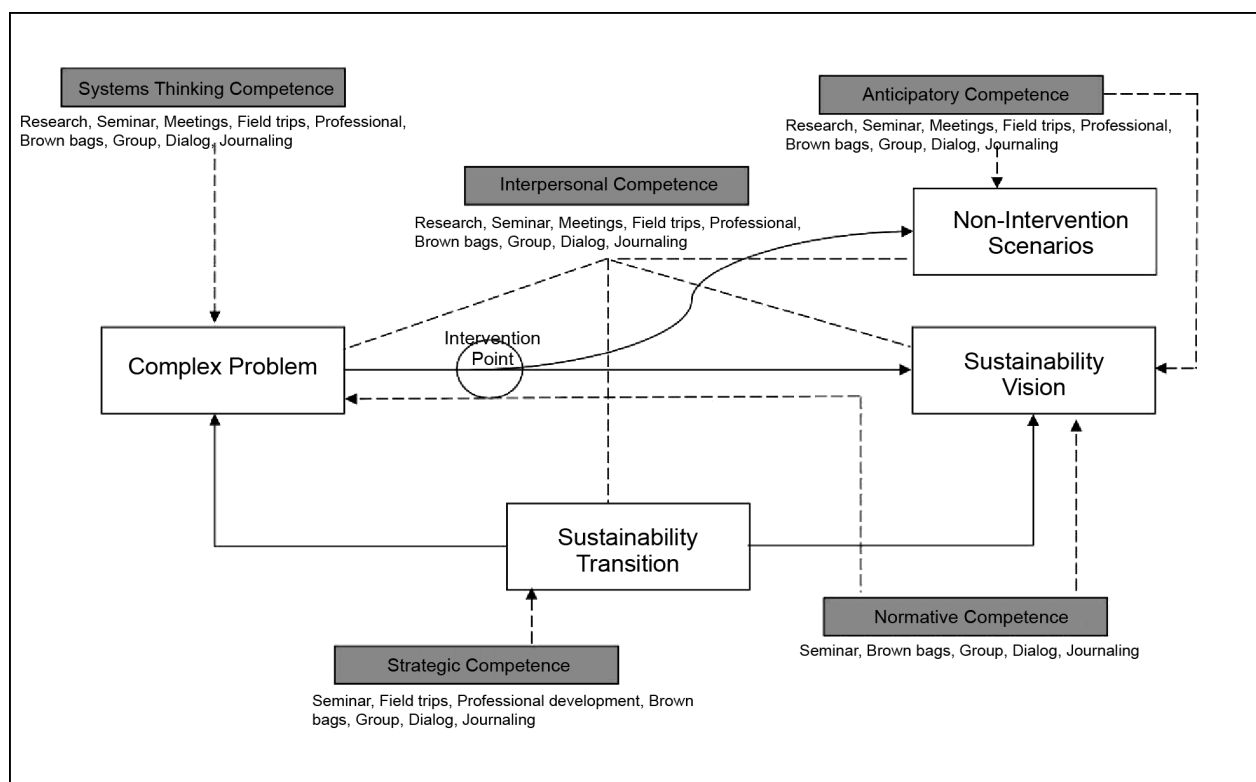 Systems Thinking Competence
Research, Seminar, Meetings, Field trips, Professional,
Brown bags, Group, Dialog, Journaling
Anticipatory Competence
Research, Seminar, Meetings, Field trips, Professional,
Brown bags, Group, Dialog, Journaling
Interpersonal Competence
Research, Seminar, Meetings, Field trips, Professional,
Brown bags, Group, Dialog, Journaling
Non-Intervention
Scenarios
Complex Problem
Intervention
Point
Sustainability
Vision
Sustainability
Transition
Normative Competence
Seminar, Brown bags, Group, Dialog, Journaling
Strategic Competence
Seminar, Field trips, Professional development, Brown
bags, Group, Dialog, Journaling